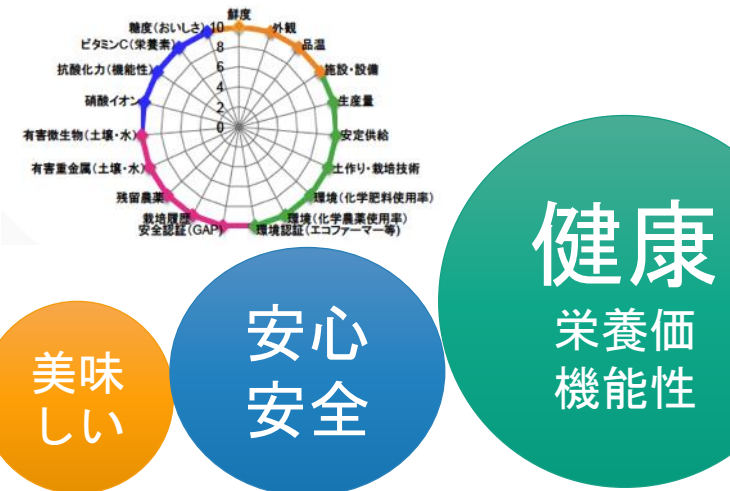 鮮度
外観
品温
施設・設備
生産量
安定供給
土作り・栽培技術
環境(化学肥料使用率)
環境(化学農薬使用率)
環境認証(エコファーマー等)
安全認証(GAP)
栽培履歴
残留農薬
有害重金属(土壌・水)
有害微生物(土壌・水)
硝酸イオン
抗酸化力(機能性)
ビタミンC(栄養素)
糖度(おいしさ)
10
8
6
4
2
0
美味
しい
安心
安全
健康
栄養価
機能性